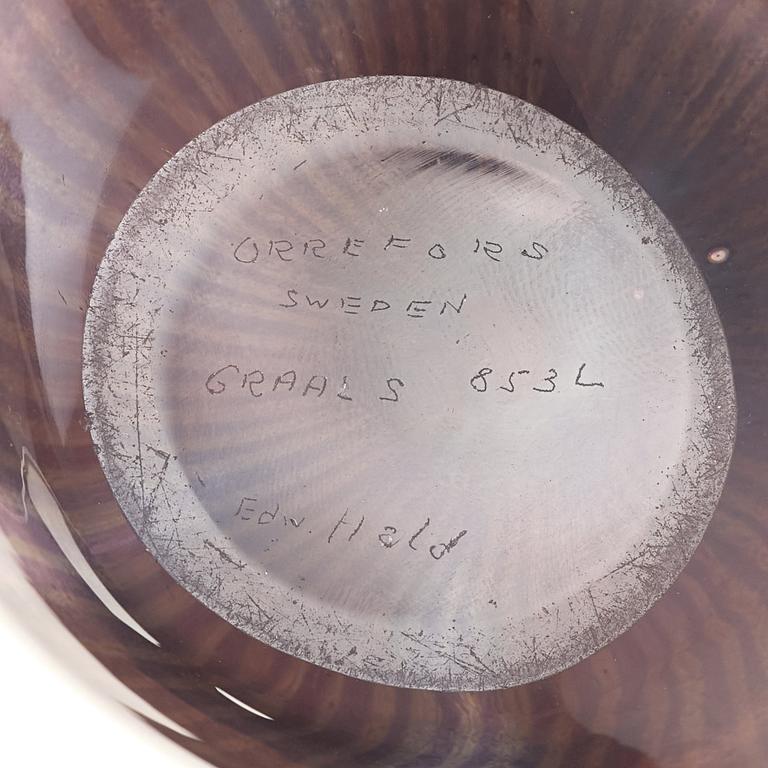 ORREFORS
SWEDEN
GRAAL S 853L
Edw. Hald